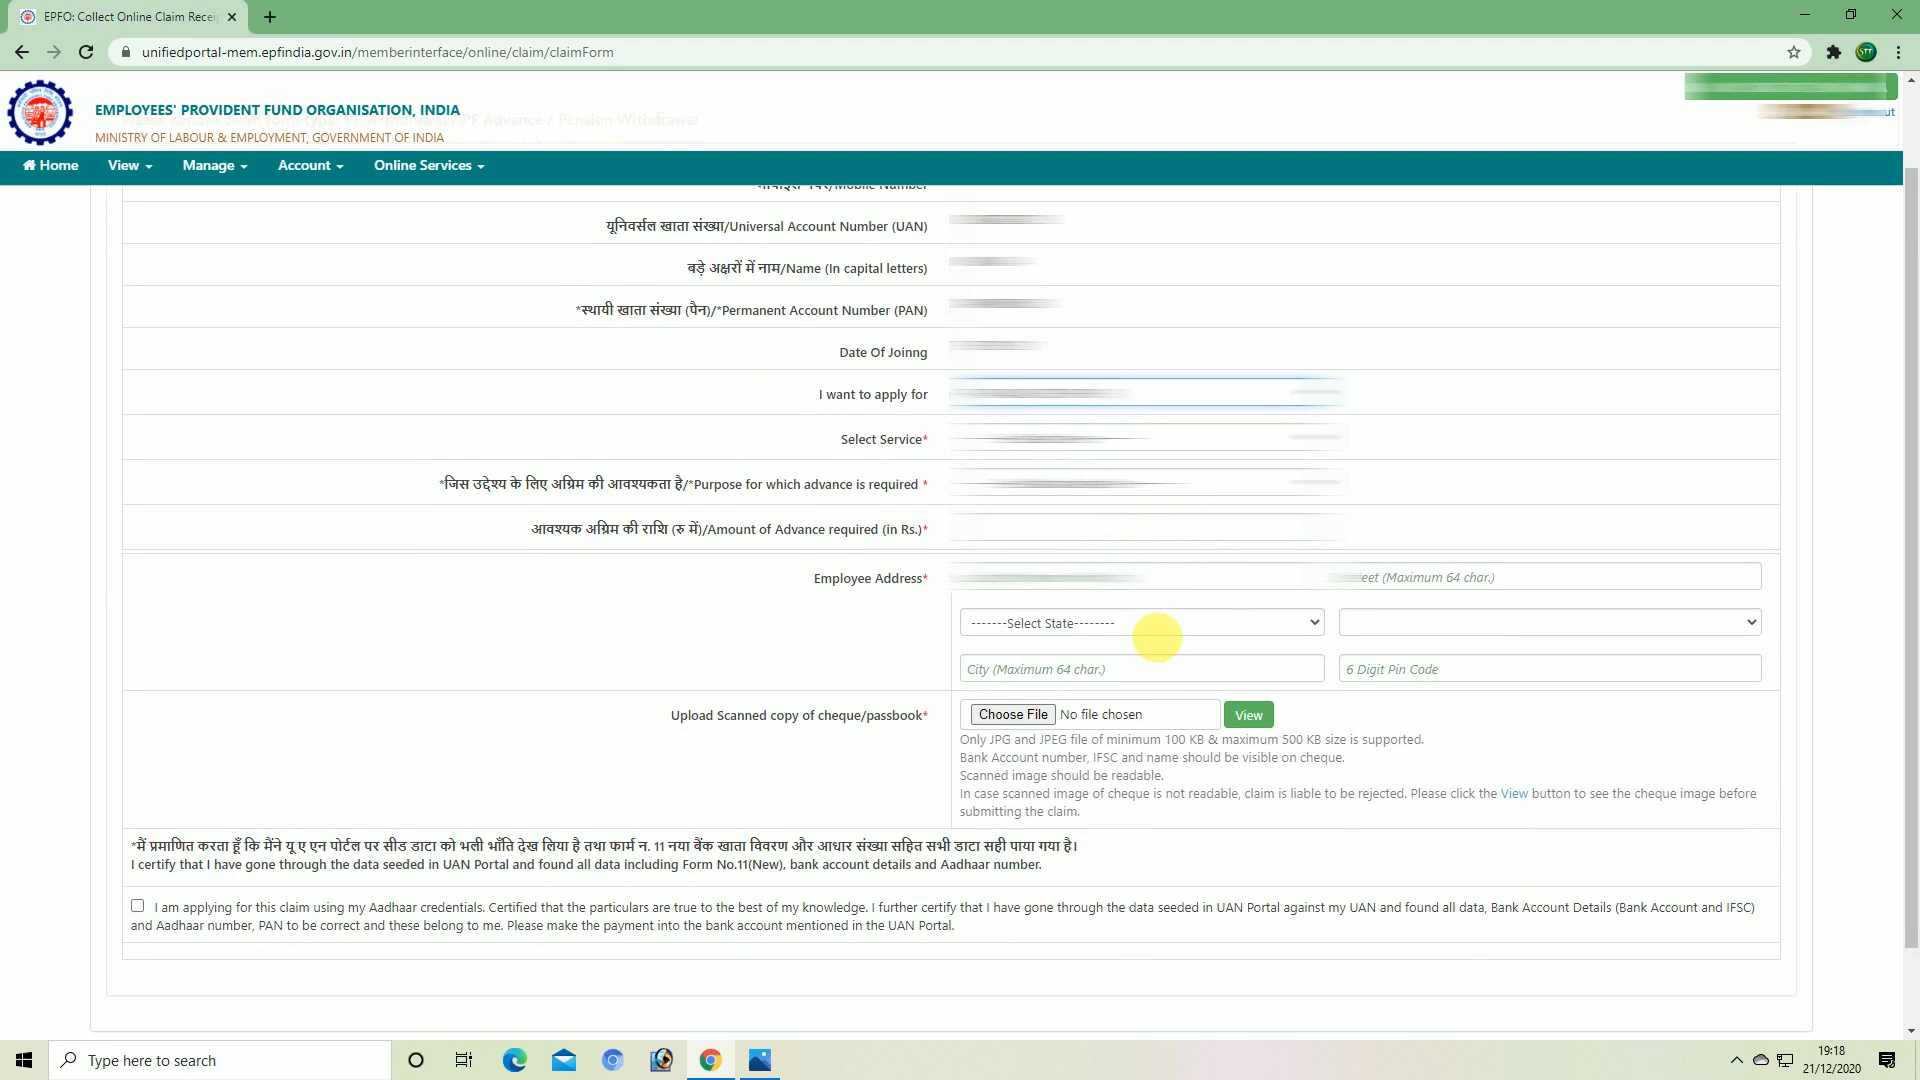 EPFO: Collect Online Claim Recei
unifiedportal-mem.epfindia.gov.in/memberinterface/online/claim/claimForm
STT
EMPLOYEES' PROVIDENT FUND ORGANISATION, INDIA
PF Advance / Pension Withdrawal
MINISTRY OF LABOUR & EMPLOYMENT, GOVERNMENT OF INDIA
Home View Manage Account Online Services
/Mobile Number
यूनिवर्सल खाता संख्या/Universal Account Number (UAN)
बड़े अक्षरों में नाम/Name (In capital letters)
*स्थायी खाता संख्या (पैन)/*Permanent Account Number (PAN)
Date Of Joinng
I want to apply for
Select Service*
*जिस उद्देश्य के लिए अग्रिम की आवश्यकता है/*Purpose for which advance is required *
आवश्यक अग्रिम की राशि (रु में)/Amount of Advance required (in Rs.)*
Employee Address* eet (Maximum 64 char.)
-------Select State--------
City (Maximum 64 char.) 6 Digit Pin Code
Upload Scanned copy of cheque/passbook* Choose File No file chosen View
Only JPG and JPEG file of minimum 100 KB & maximum 500 KB size is supported.
Bank Account number, IFSC and name should be visible on cheque.
Scanned image should be readable.
In case scanned image of cheque is not readable, claim is liable to be rejected. Please click the View button to see the cheque image before
submitting the claim.
*मैं प्रमाणित करता हूँ कि मैंने यू ए एन पोर्टल पर सीड डाटा को भली भाँति देख लिया है तथा फार्म न. 11 नया बैंक खाता विवरण और आधार संख्या सहित सभी डाटा सही पाया गया है।
I certify that I have gone through the data seeded in UAN Portal and found all data including Form No.11(New), bank account details and Aadhaar number.
I am applying for this claim using my Aadhaar credentials. Certified that the particulars are true to the best of my knowledge. I further certify that I have gone through the data seeded in UAN Portal against my UAN and found all data, Bank Account Details (Bank Account and IFSC)
and Aadhaar number, PAN to be correct and these belong to me. Please make the payment into the bank account mentioned in the UAN Portal.
Type here to search
19:18
21/12/2020